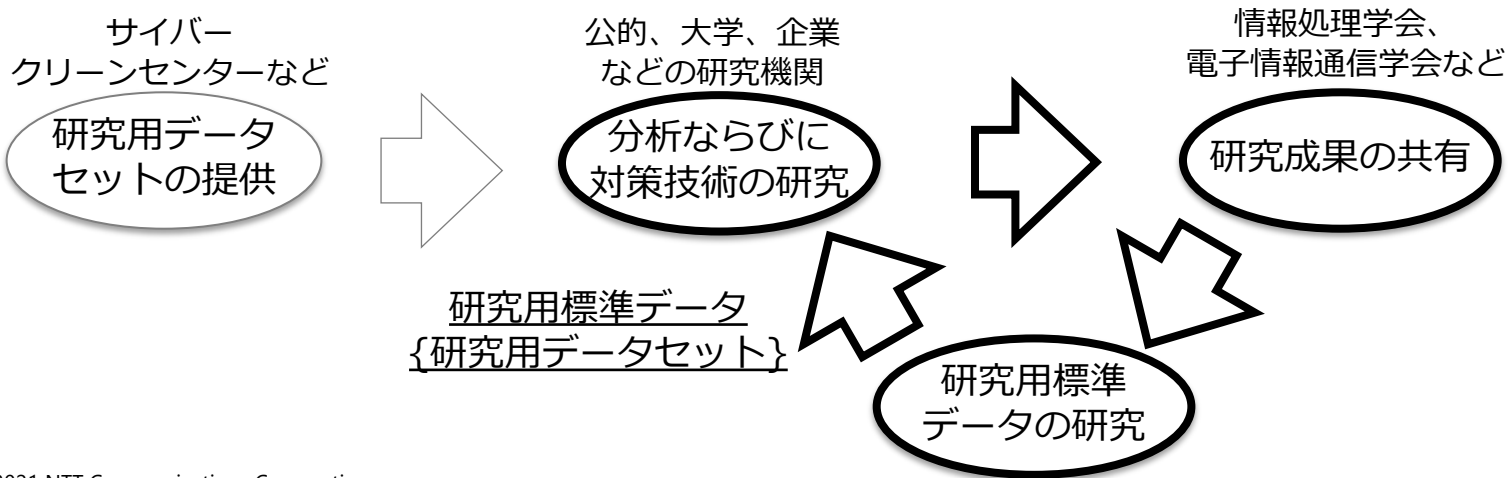 サイバー
クリーンセンターなど
研究用データ
セットの提供
公的、大学、企業
などの研究機関
分析ならびに
対策技術の研究
情報処理学会、
電子情報通信学会など
研究成果の共有
研究用標準データ
{研究用データセット}
研究用標準
データの研究